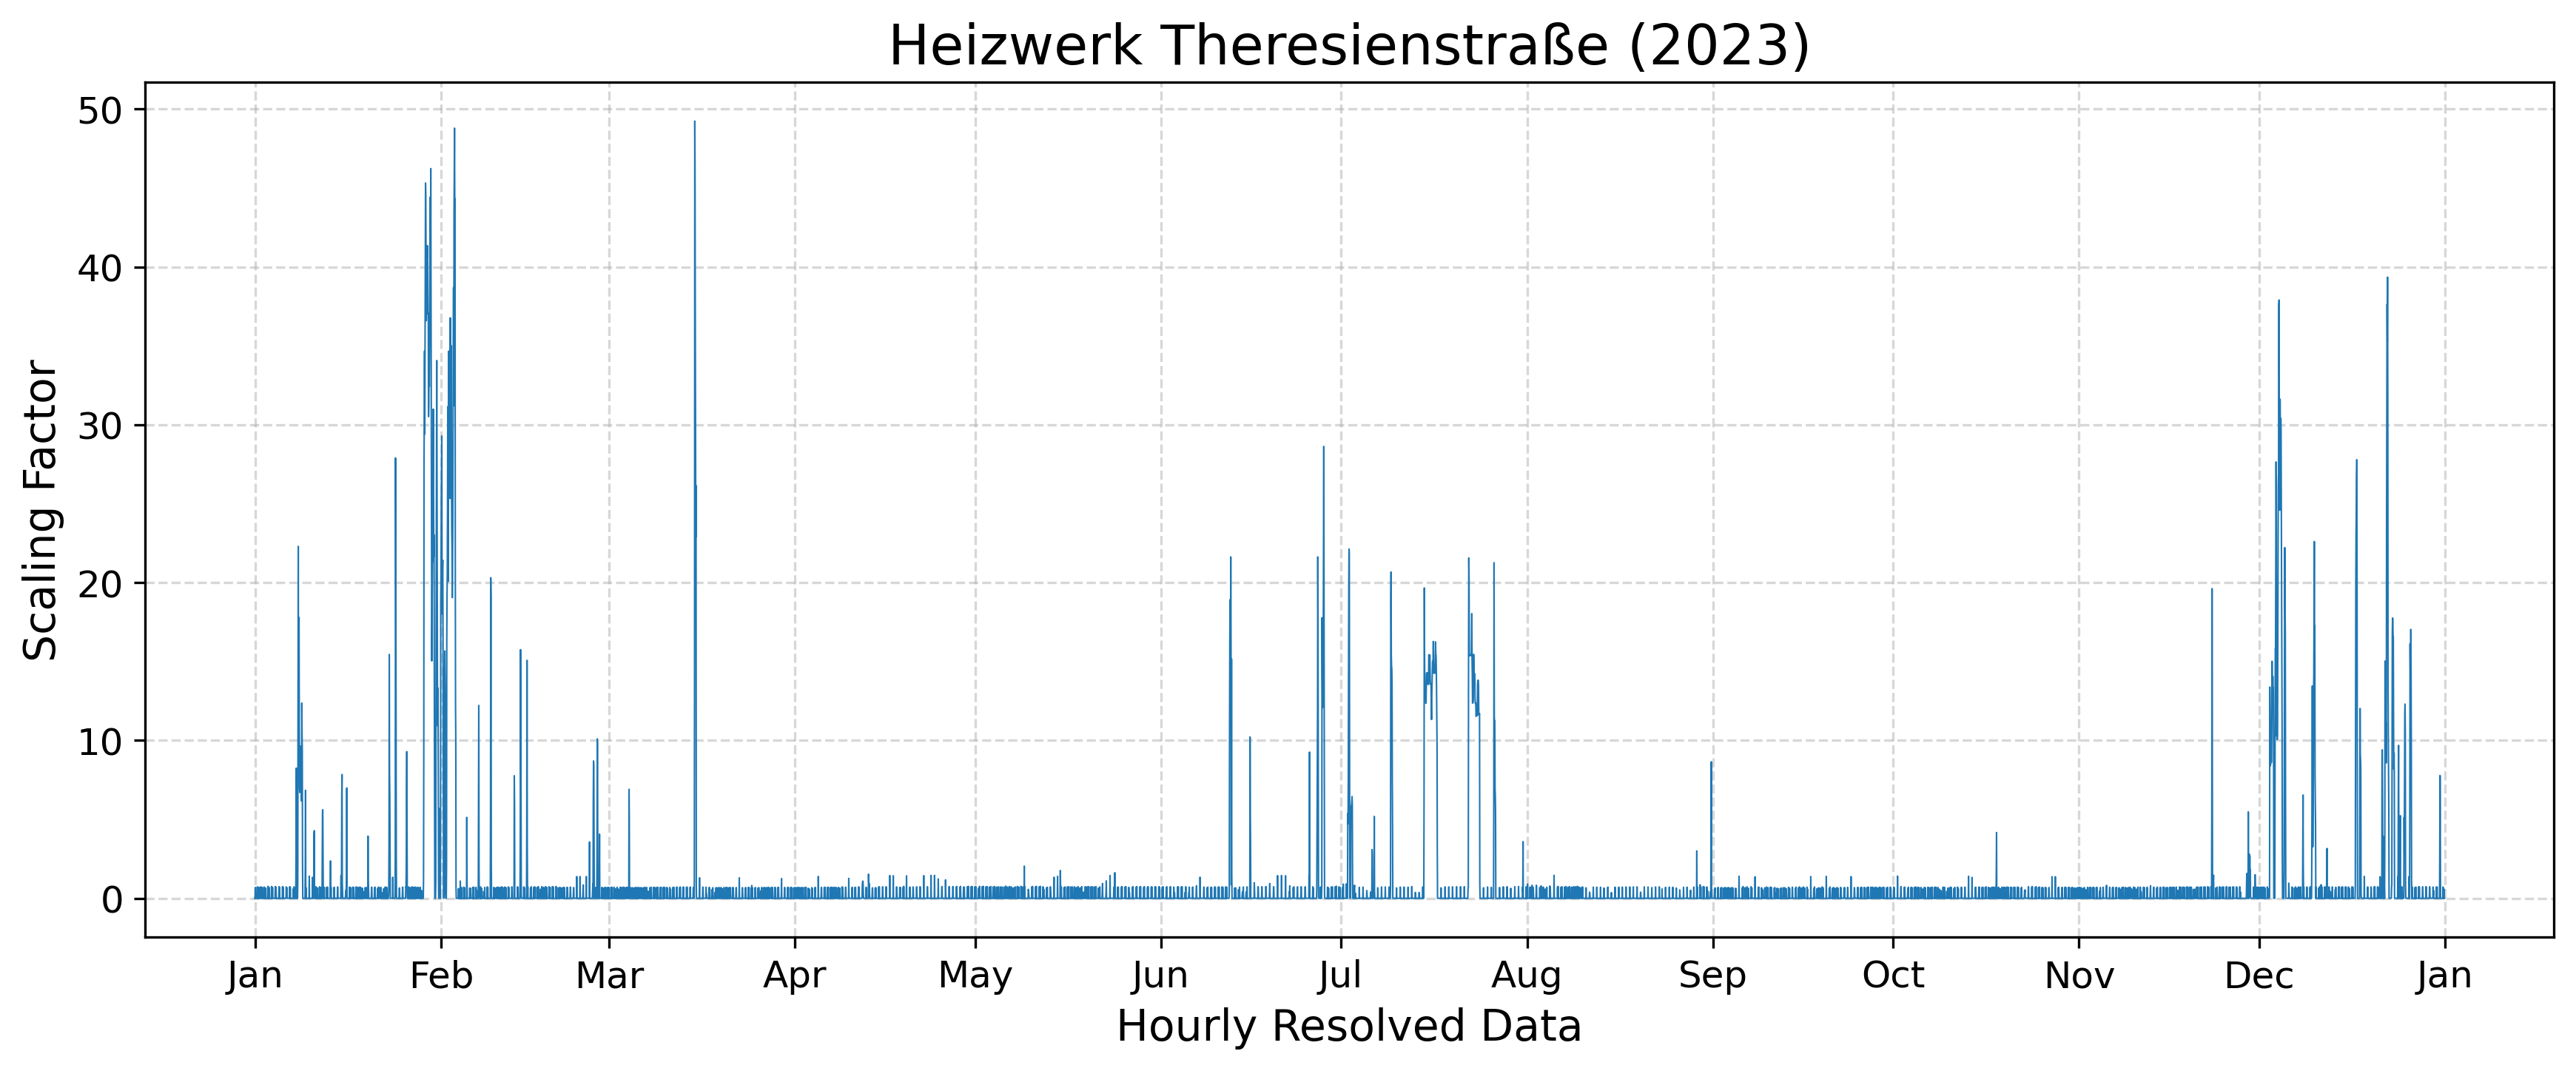 Heizwerk Theresienstraße (2023)
Scaling Factor
50
40
30
20
10
0
Jan Feb Mar Apr May Jun Jul Aug Sep Oct Nov Dec Jan
Hourly Resolved Data